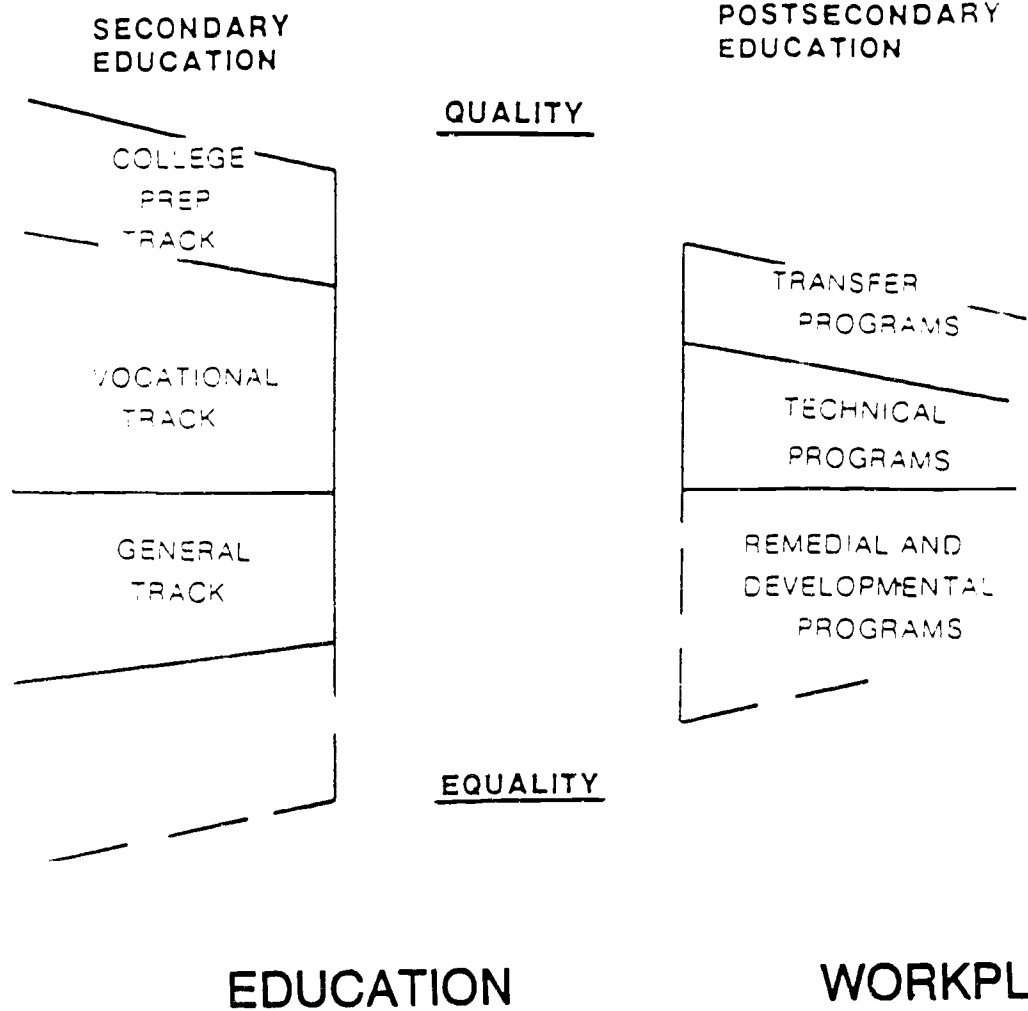 SECONDARY
EDUCATION
POSTSECONDARY
EDUCATION
QUALITY
COLLEGE
PREP
TRACK
VOCATIONAL
TRACK
GENERAL
TRACK
TRANSFER
PROGRAMS
TECHNICAL
PROGRAMS
REMEDIAL AND
DEVELOPMENTAL
PROGRAMS
EQUALITY
EDUCATION
WORKPL